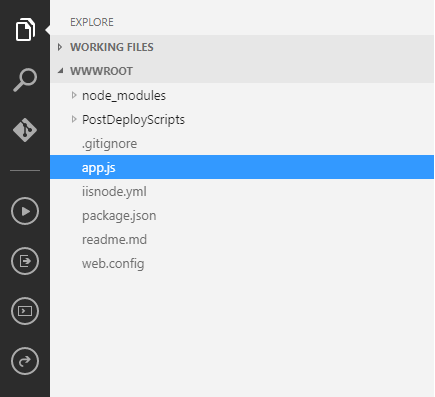 EXPLORE
WORKING FILES
WWWROOT
node_modules
PostDeployScripts
.gitignore
app.js
iisnode.yml
package.json
readme.md
web.config